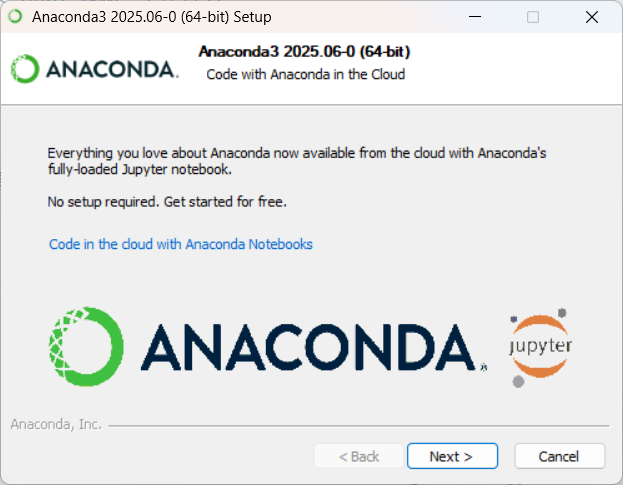 Anaconda3 2025.06-0 (64-bit) Setup
ANACONDA.
Anaconda3 2025.06-0 (64-bit)
Code with Anaconda in the Cloud
Everything you love about Anaconda now available from the cloud with Anaconda's
fully-loaded Jupyter notebook.
No setup required. Get started for free.
Code in the cloud with Anaconda Notebooks
ANACONDA.
jupyter
Anaconda, Inc.
< Back
Next >
Cancel